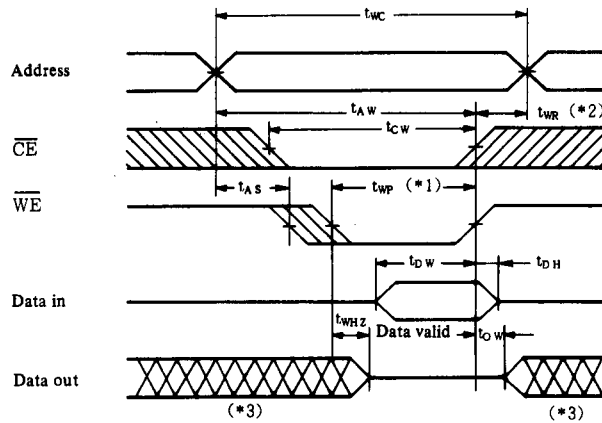 tWC
Address
tAW
tWR (*2)
tCW
CE
tAS
tWP (*1)
WE
tDW
tDH
Data in
tWHZ
Data valid
tOW
Data out
(*3)
(*3)